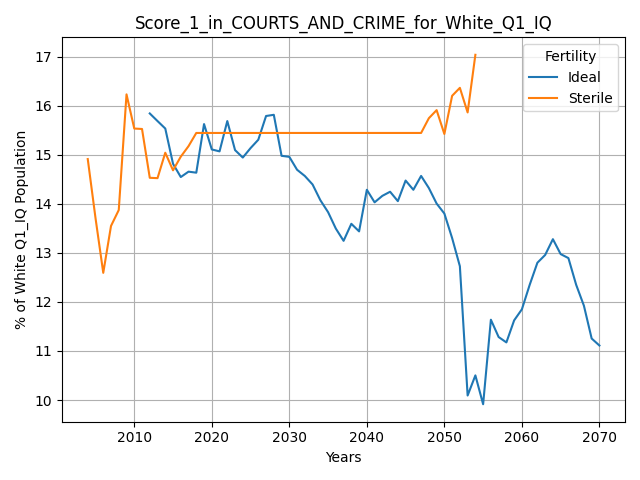 Score_1_in_COURTS_AND_CRIME_for_White_Q1_IQ
Fertility
Ideal
Sterile
% of White Q1_IQ Population
17
16
15
14
13
12
11
10
2010 2020 2030 2040 2050 2060 2070
Years